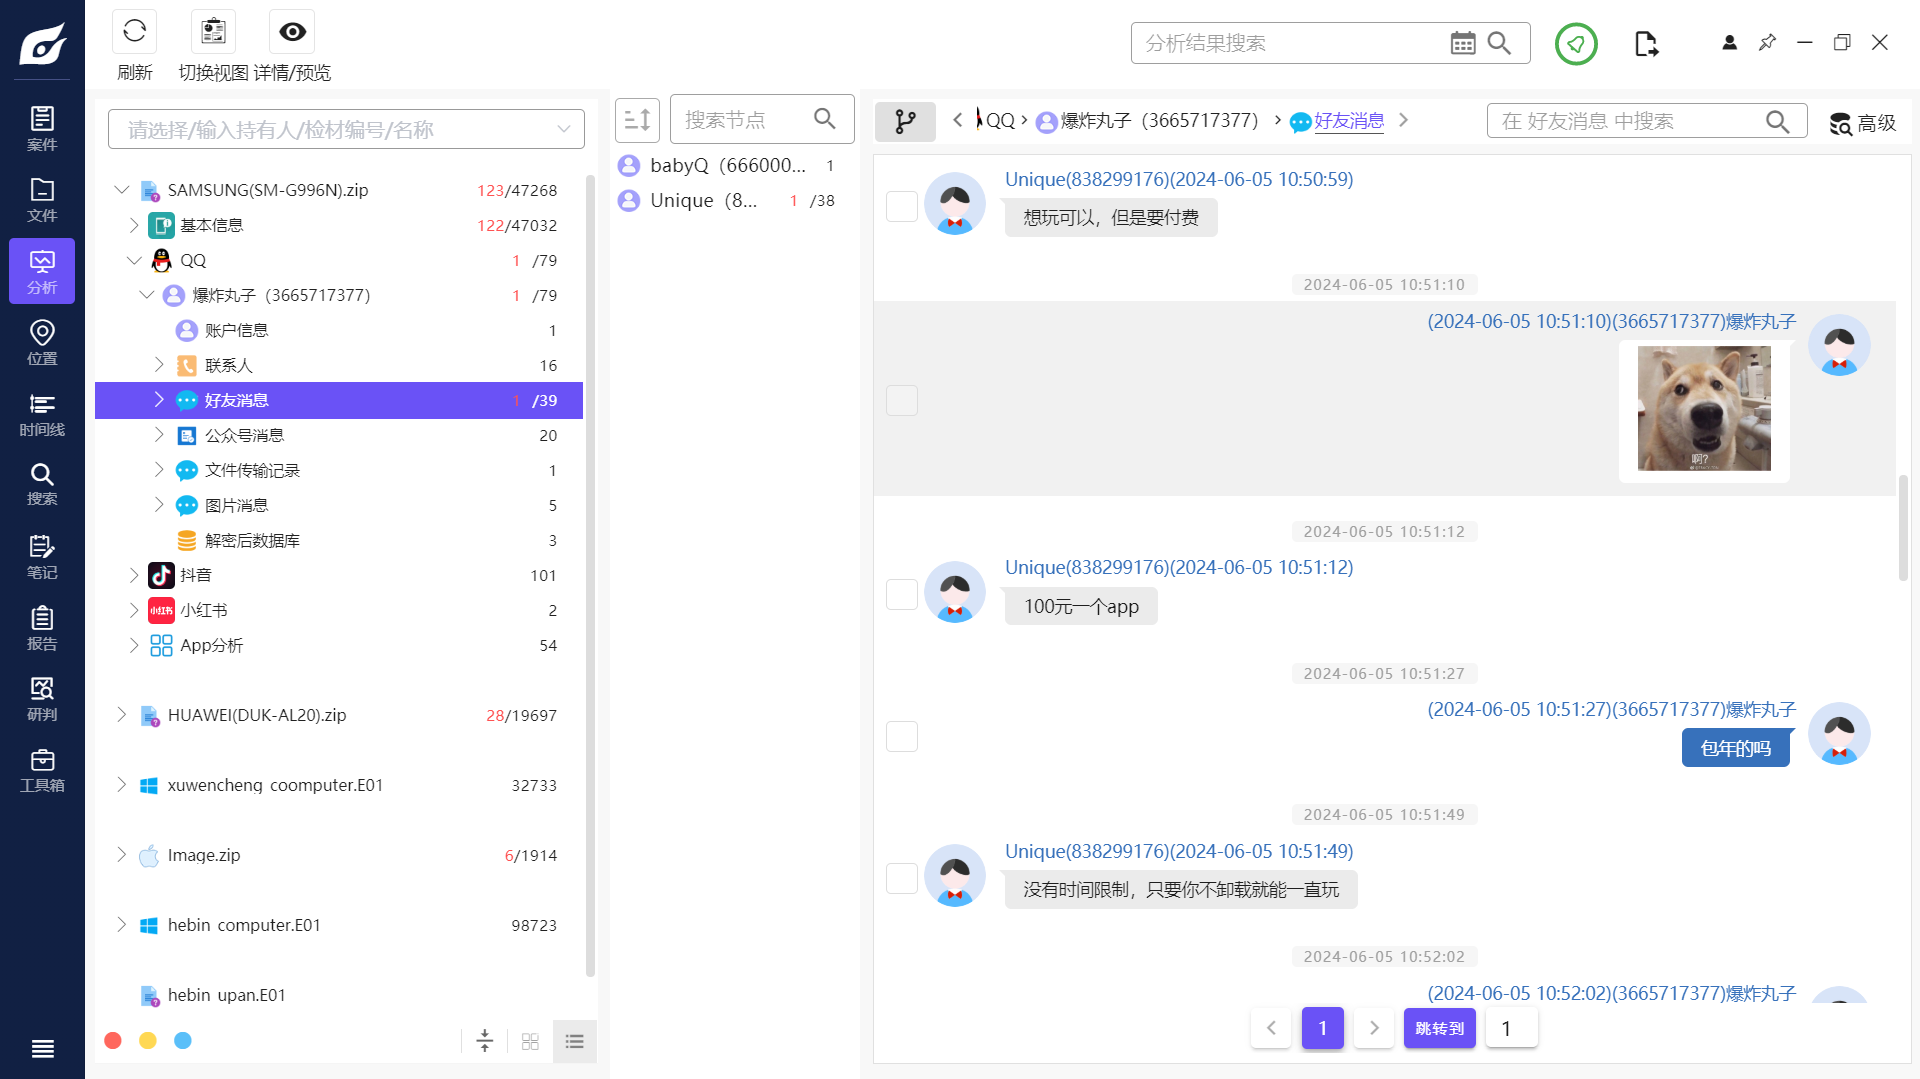 刷新
切换视图
详情/预览
分析结果搜索
案件
文件
分析
位置
时间线
搜索
笔记
报告
研判
工具箱
请选择/输入持有人/检材编号/名称
SAMSUNG(SM-G996N).zip 123/47268
基本信息 122/47032
QQ 1 /79
爆炸丸子（3665717377） 1 /79
账户信息 1
联系人 16
好友消息 1 /39
公众号消息 20
文件传输记录 1
图片消息 5
解密后数据库 3
抖音 101
小红书 小红书 2
App分析 54
HUAWEI(DUK-AL20).zip 28/19697
xuwencheng coomputer.E01 32733
Image.zip 6/1914
hebin computer.E01 98723
hebin upan.E01
搜索节点
babyQ（666000... 1
Unique（8... 1 /38
QQ
爆炸丸子（3665717377）
好友消息
在 好友消息 中搜索
高级
Unique(838299176)(2024-06-05 10:50:59)
想玩可以，但是要付费
2024-06-05 10:51:10
(2024-06-05 10:51:10)(3665717377)爆炸丸子
啊?
2024-06-05 10:51:12
Unique(838299176)(2024-06-05 10:51:12)
100元一个app
2024-06-05 10:51:27
(2024-06-05 10:51:27)(3665717377)爆炸丸子
包年的吗
2024-06-05 10:51:49
Unique(838299176)(2024-06-05 10:51:49)
没有时间限制，只要你不卸载就能一直玩
2024-06-05 10:52:02
(2024-06-05 10:52:02)(3665717377)爆炸丸子
1
跳转到
1